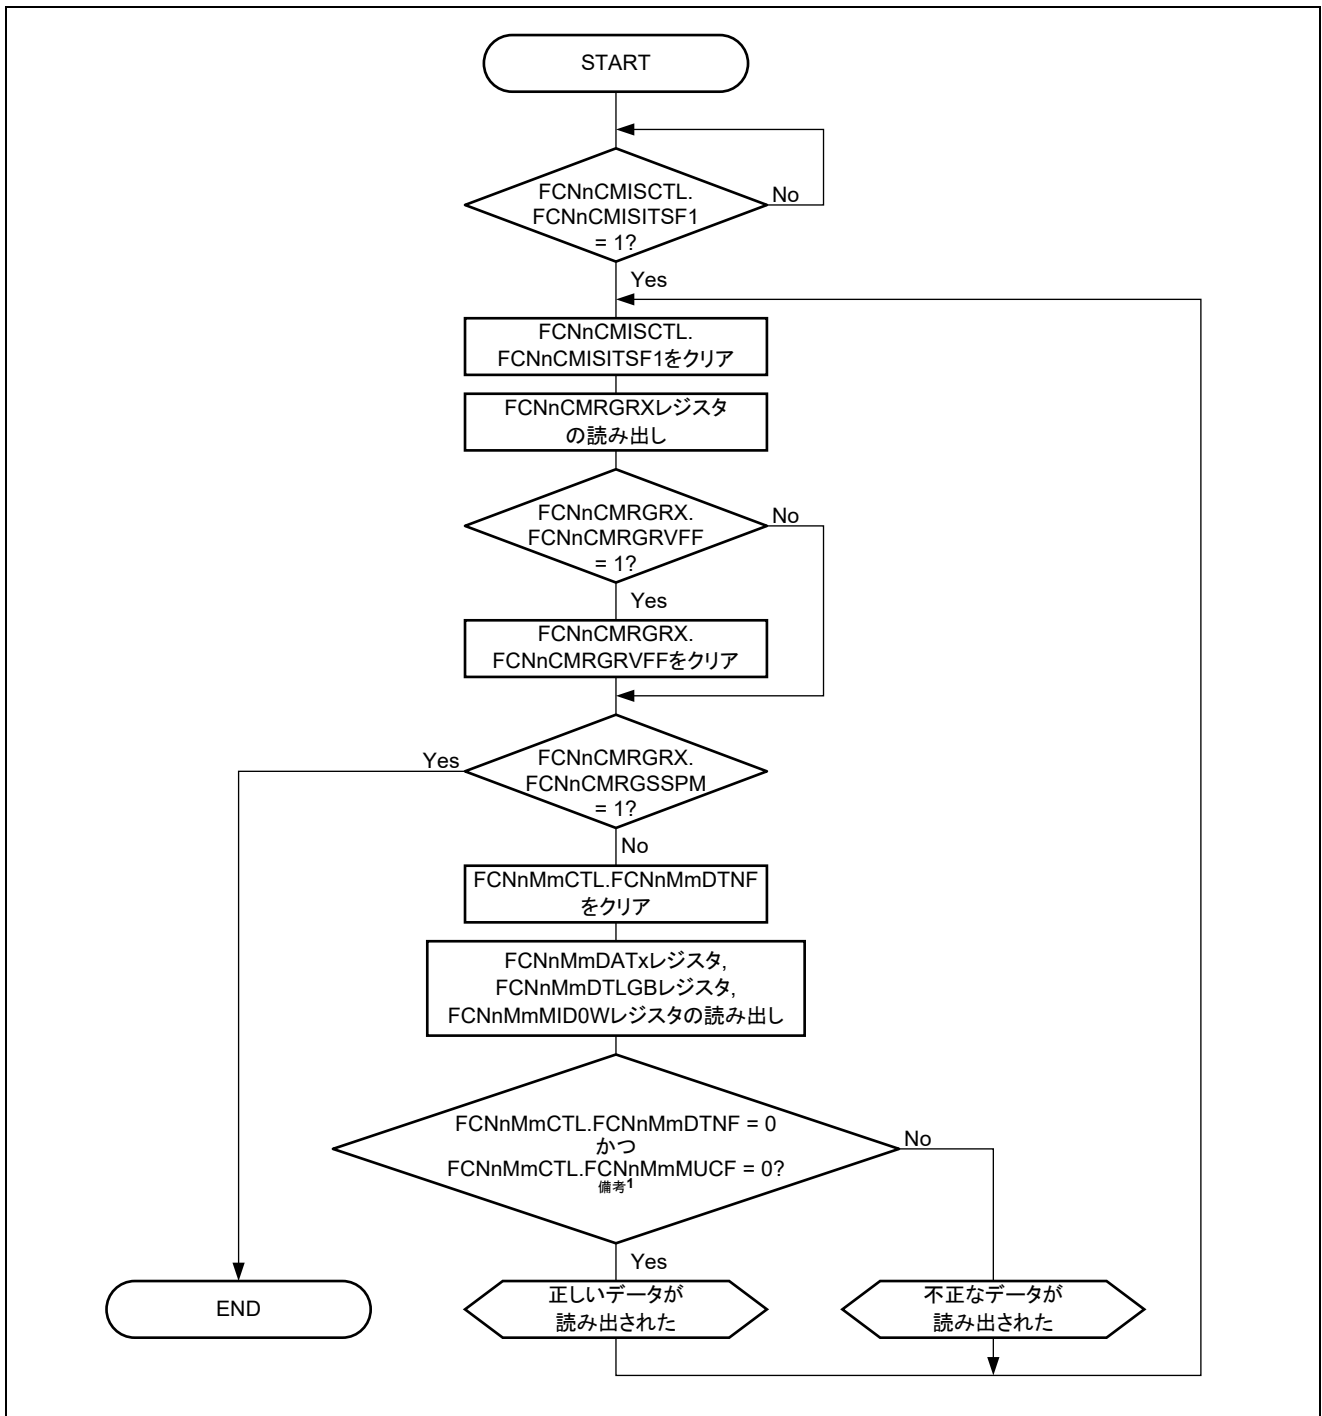 START
FCNnCMISCTL.
FCNnCMISITSF1
= 1?
No
Yes
FCNnCMISCTL.
FCNnCMISITSF1をクリア
FCNnCMRGRXレジスタ
の読み出し
FCNnCMRGRX.
FCNnCMRGRVFF
= 1?
No
Yes
FCNnCMRGRX.
FCNnCMRGRVFFをクリア
FCNnCMRGRX.
FCNnCMRGSSPM
= 1?
Yes
No
FCNnMmCTL.FCNnMmDTNF
をクリア
FCNnMmDATxレジスタ,
FCNnMmDTLGBレジスタ,
FCNnMmMID0Wレジスタの読み出し
FCNnMmCTL.FCNnMmDTNF = 0
かつ
FCNnMmCTL.FCNnMmMUCF = 0?
備考1
No
Yes
END
正しいデータが
読み出された
不正なデータが
読み出された